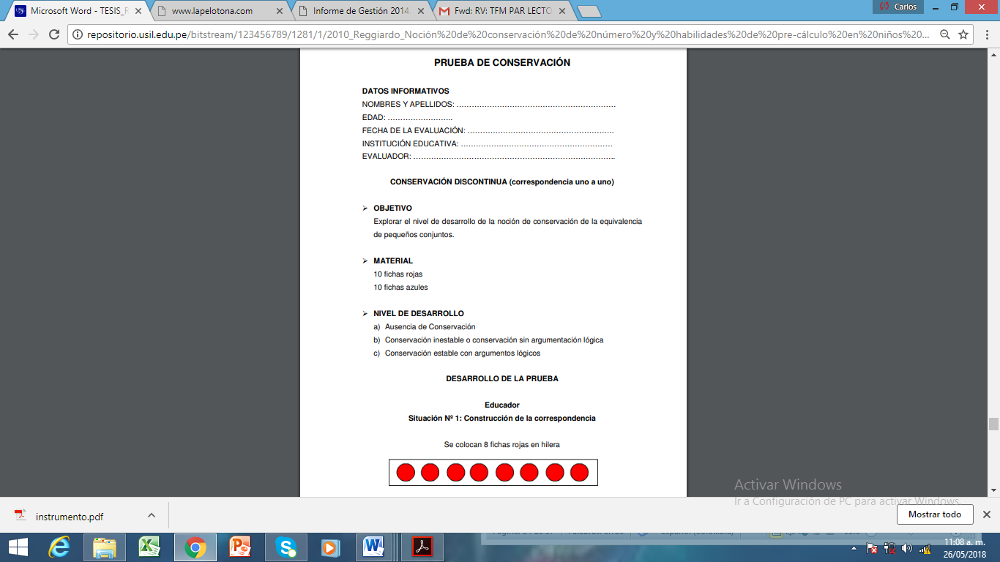 Microsoft Word - TESIS_R
www.lapelotona.com
Informe de Gestión 2014.
Fwd: RV: TFM PAR LECTO
Carlos
repositorio.usil.edu.pe/bitstream/123456789/1281/1/2010_Reggiardo_Noción%20de%20conservación%20de%20número%20y%20habilidades%20de%20pre-cálculo%20en%20niños%20...
PRUEBA DE CONSERVACIÓN
DATOS INFORMATIVOS
NOMBRES Y APELLIDOS: ...............................................................
EDAD: ..........................
FECHA DE LA EVALUACIÓN: ..........................................................
INSTITUCIÓN EDUCATIVA: ............................................................
EVALUADOR: ................................................................................
CONSERVACIÓN DISCONTINUA (correspondencia uno a uno)
➢ OBJETIVO
Explorar el nivel de desarrollo de la noción de conservación de la equivalencia
de pequeños conjuntos.
➢ MATERIAL
10 fichas rojas
10 fichas azules
➢ NIVEL DE DESARROLLO
a) Ausencia de Conservación
b) Conservación inestable o conservación sin argumentación lógica
c) Conservación estable con argumentos lógicos
DESARROLLO DE LA PRUEBA
Educador
Situación Nº 1: Construcción de la correspondencia
Se colocan 8 fichas rojas en hilera
Activar Windows
Ir a Configuración de PC para activar Windows.
instrumento.pdf
Mostrar todo
11:08 a. m.
26/05/2018